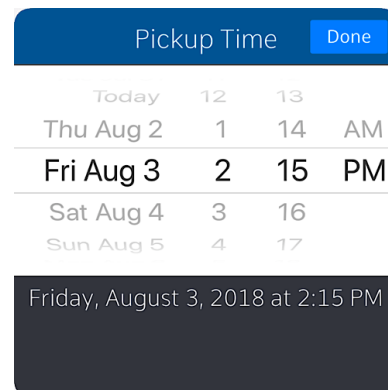 Pickup Time Done
Today 12 13
Thu Aug 2 1 14 AM
Fri Aug 3 2 15 PM
Sat Aug 4 3 16
Sun Aug 5 4 17
Friday, August 3, 2018 at 2:15 PM